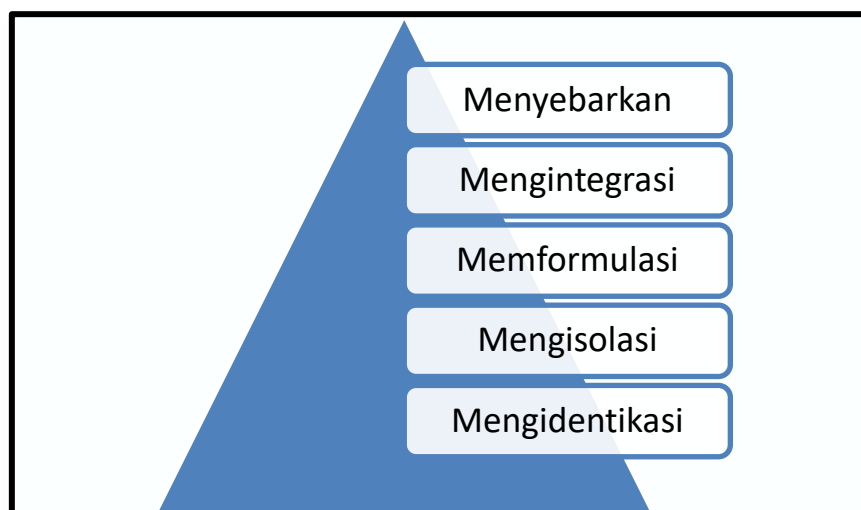 Menyebarkan
Mengintegrasi
Memformulasi
Mengisolasi
Mengidentikasi